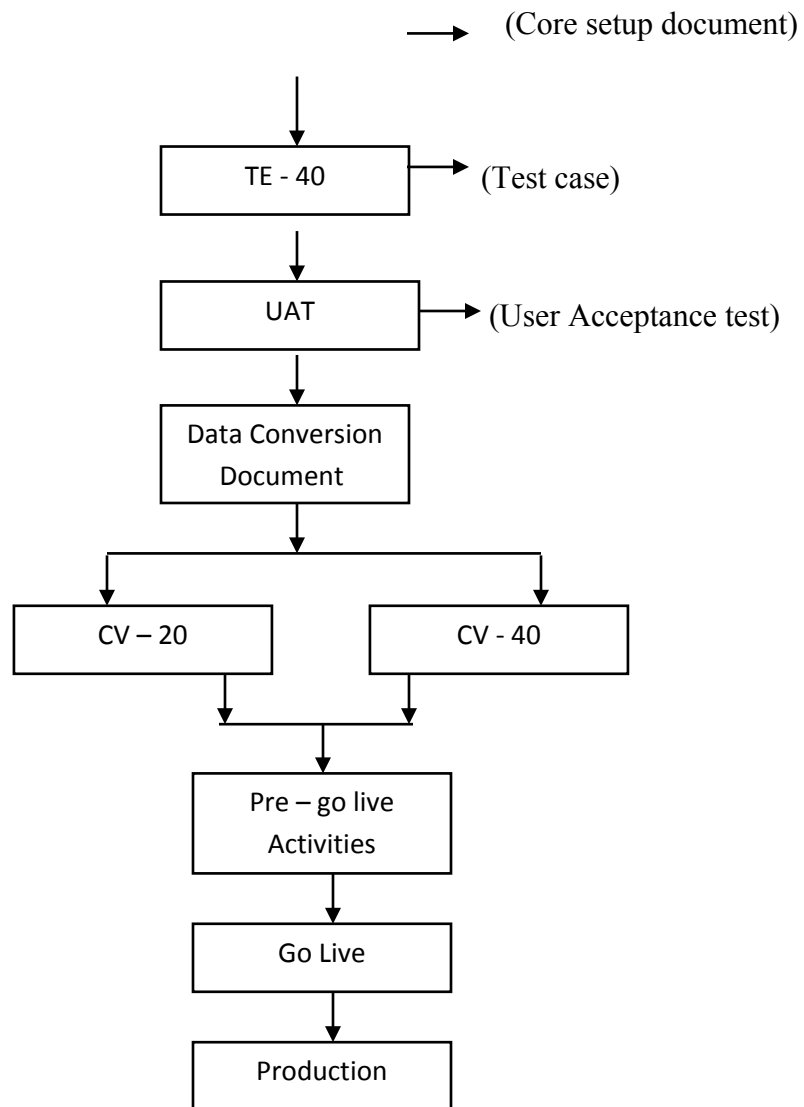 (Core setup document)
TE - 40
(Test case)
UAT
(User Acceptance test)
Data Conversion
Document
CV – 20
CV - 40
Pre – go live
Activities
Go Live
Production